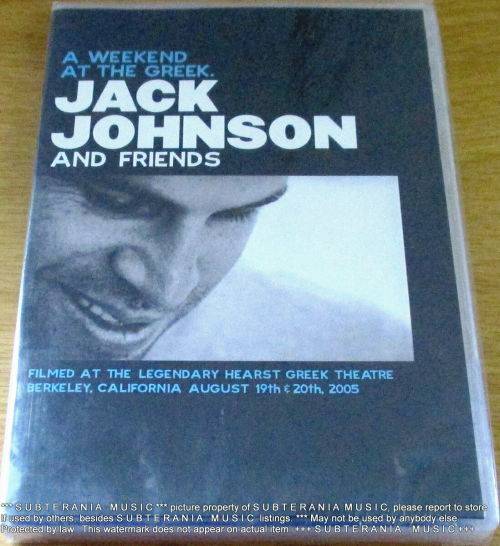 A WEEKEND
AT THE GREEK.
JACK
JOHNSON
AND FRIENDS
FILMED AT THE LEGENDARY HEARST GREEK THEATRE
BERKELEY, CALIFORNIA AUGUST 19th & 20th, 2005
*** S U B T E R A N I A  M U S I C *** picture property of S U B T E R A N I A M U S I C, please report to store
if used by others besides S U B T E R A N I A  M U S I C listings. *** May not be used by anybody else
Protected by law This watermark does not appear on actual item +++ S U B T E R A N I A  M U S I C +++